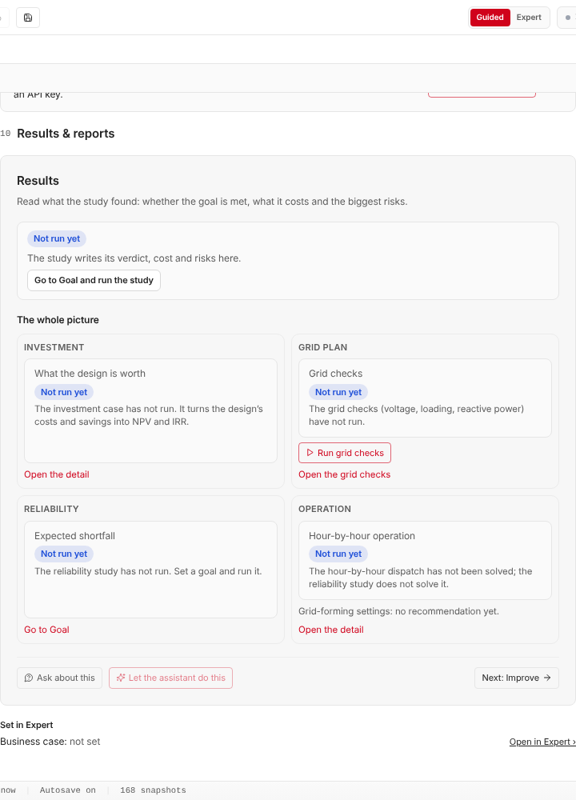 Guided Expert
an API key.
10 Results & reports
Results
Read what the study found: whether the goal is met, what it costs and the biggest risks.
Not run yet
The study writes its verdict, cost and risks here.
Go to Goal and run the study
The whole picture
INVESTMENT
What the design is worth
Not run yet
The investment case has not run. It turns the design's
costs and savings into NPV and IRR.
Open the detail
GRID PLAN
Grid checks
Not run yet
The grid checks (voltage, loading, reactive power)
have not run.
Run grid checks
Open the grid checks
RELIABILITY
Expected shortfall
Not run yet
The reliability study has not run. Set a goal and run it.
Go to Goal
OPERATION
Hour-by-hour operation
Not run yet
The hour-by-hour dispatch has not been solved; the
reliability study does not solve it.
Grid-forming settings: no recommendation yet.
Open the detail
Ask about this
Let the assistant do this
Next: Improve →
Set in Expert
Business case: not set
Open in Expert ›
now | Autosave on | 168 snapshots